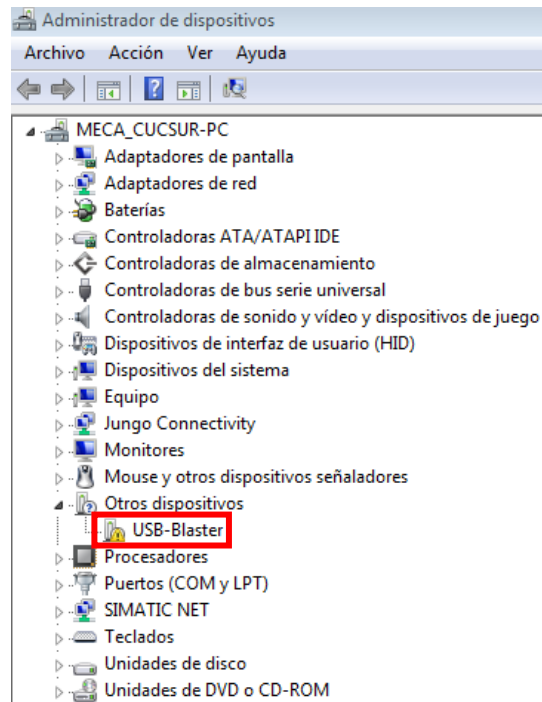 Administrador de dispositivos
Archivo Acción Ver Ayuda
MECA_CUCSUR-PC
Adaptadores de pantalla
Adaptadores de red
Baterías
Controladoras ATA/ATAPI IDE
Controladoras de almacenamiento
Controladoras de bus serie universal
Controladoras de sonido y vídeo y dispositivos de juego
Dispositivos de interfaz de usuario (HID)
Dispositivos del sistema
Equipo
Jungo Connectivity
Monitores
Mouse y otros dispositivos señaladores
Otros dispositivos
USB-Blaster
Procesadores
Puertos (COM y LPT)
SIMATIC NET
Teclados
Unidades de disco
Unidades de DVD o CD-ROM